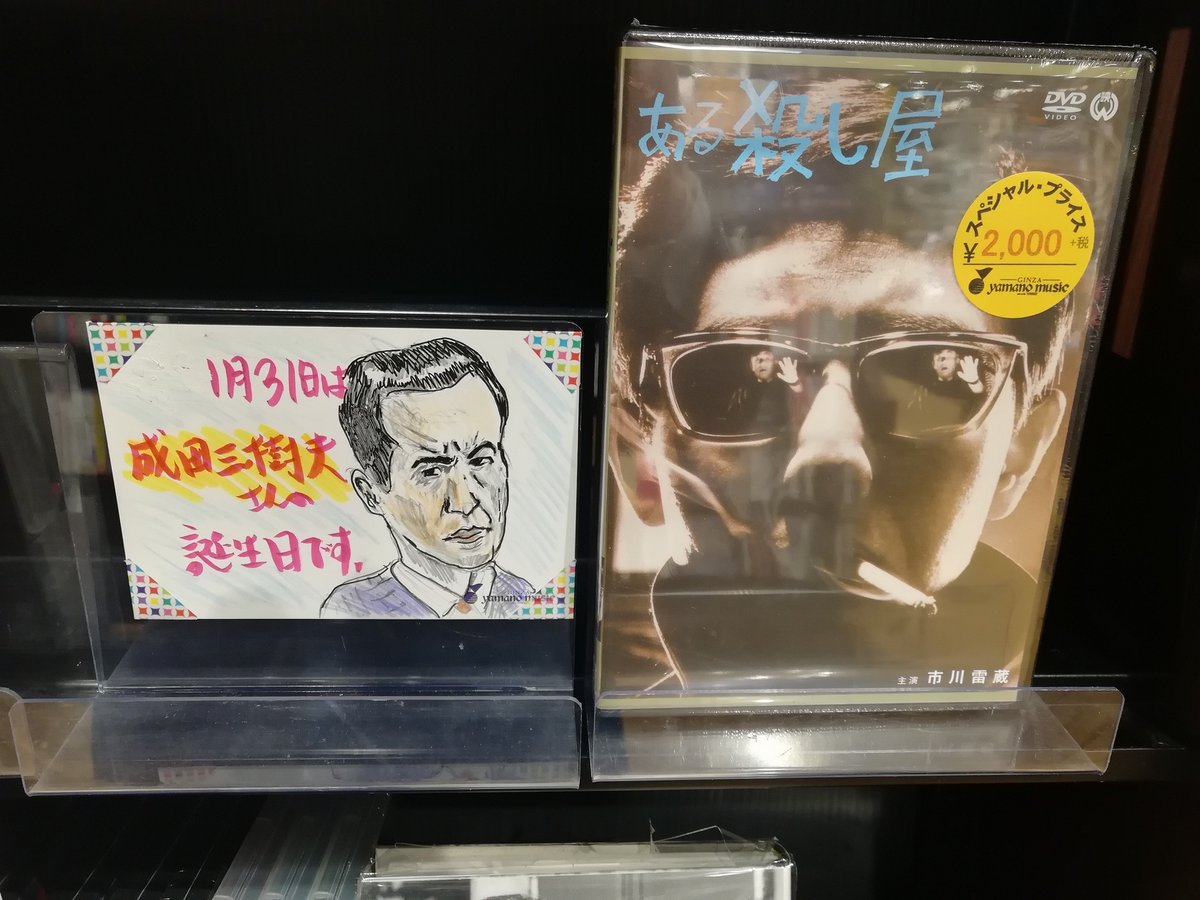 1月31日は
成田三樹夫
さんの
誕生日です。
yamano music
ある殺し屋
DVD
VIDEO
スペシャル・プライス
¥2,000 +税
GINZA
yamano music
主演 市川雷蔵